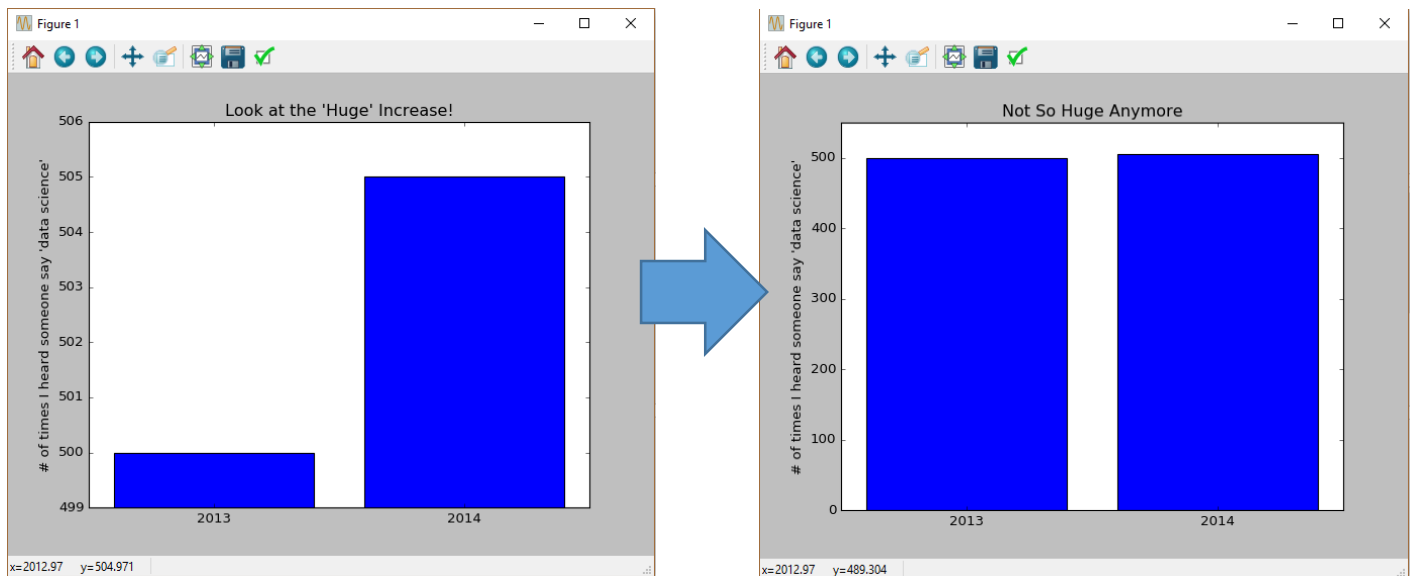 Figure 1
Look at the 'Huge' Increase!
506
505
504
503
502
501
500
499
# of times I heard someone say 'data science'
2013 2014
x=2012.97 y=504.971
Figure 1
Not So Huge Anymore
500
400
300
200
100
0
# of times I heard someone say 'data science'
2013 2014
x=2012.97 y=489.304